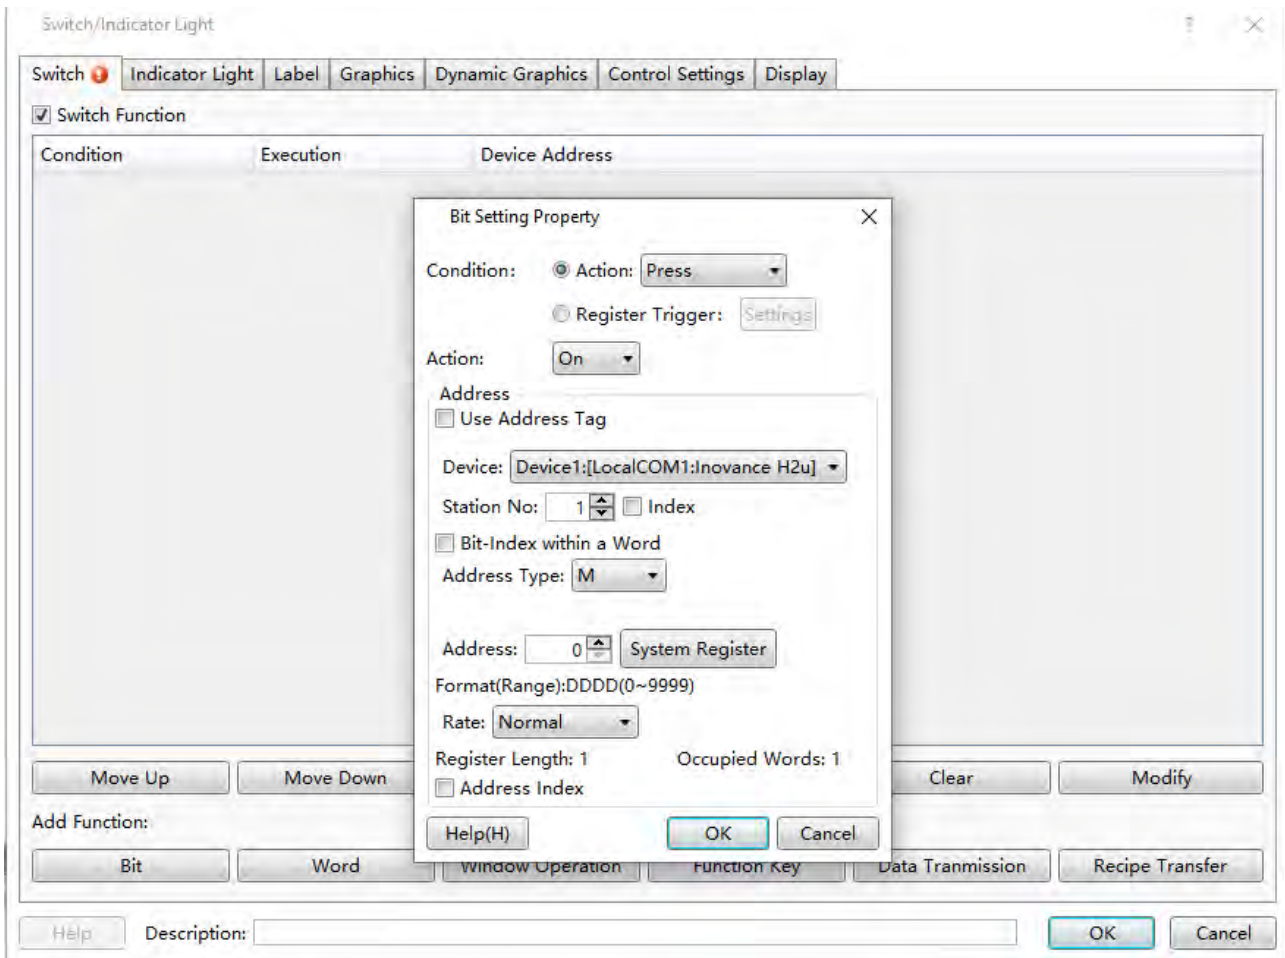 Switch/Indicator Light
Switch Indicator Light Label Graphics Dynamic Graphics Control Settings Display
Switch Function
Condition Execution Device Address
Bit Setting Property
Condition: Action: Press
Register Trigger: Settings
Action: On
Address
Use Address Tag
Device: Device1:[LocalCOM1:Inovance H2u]
Station No: 1 Index
Bit-Index within a Word
Address Type: M
Address: 0 System Register
Format(Range):DDDD(0~9999)
Rate: Normal
Register Length: 1 Occupied Words: 1
Address Index
Help(H) OK Cancel
Move Up Move Down Clear Modify
Add Function:
Bit Word Window Operation Function Key Data Tranmission Recipe Transfer
Help Description: OK Cancel